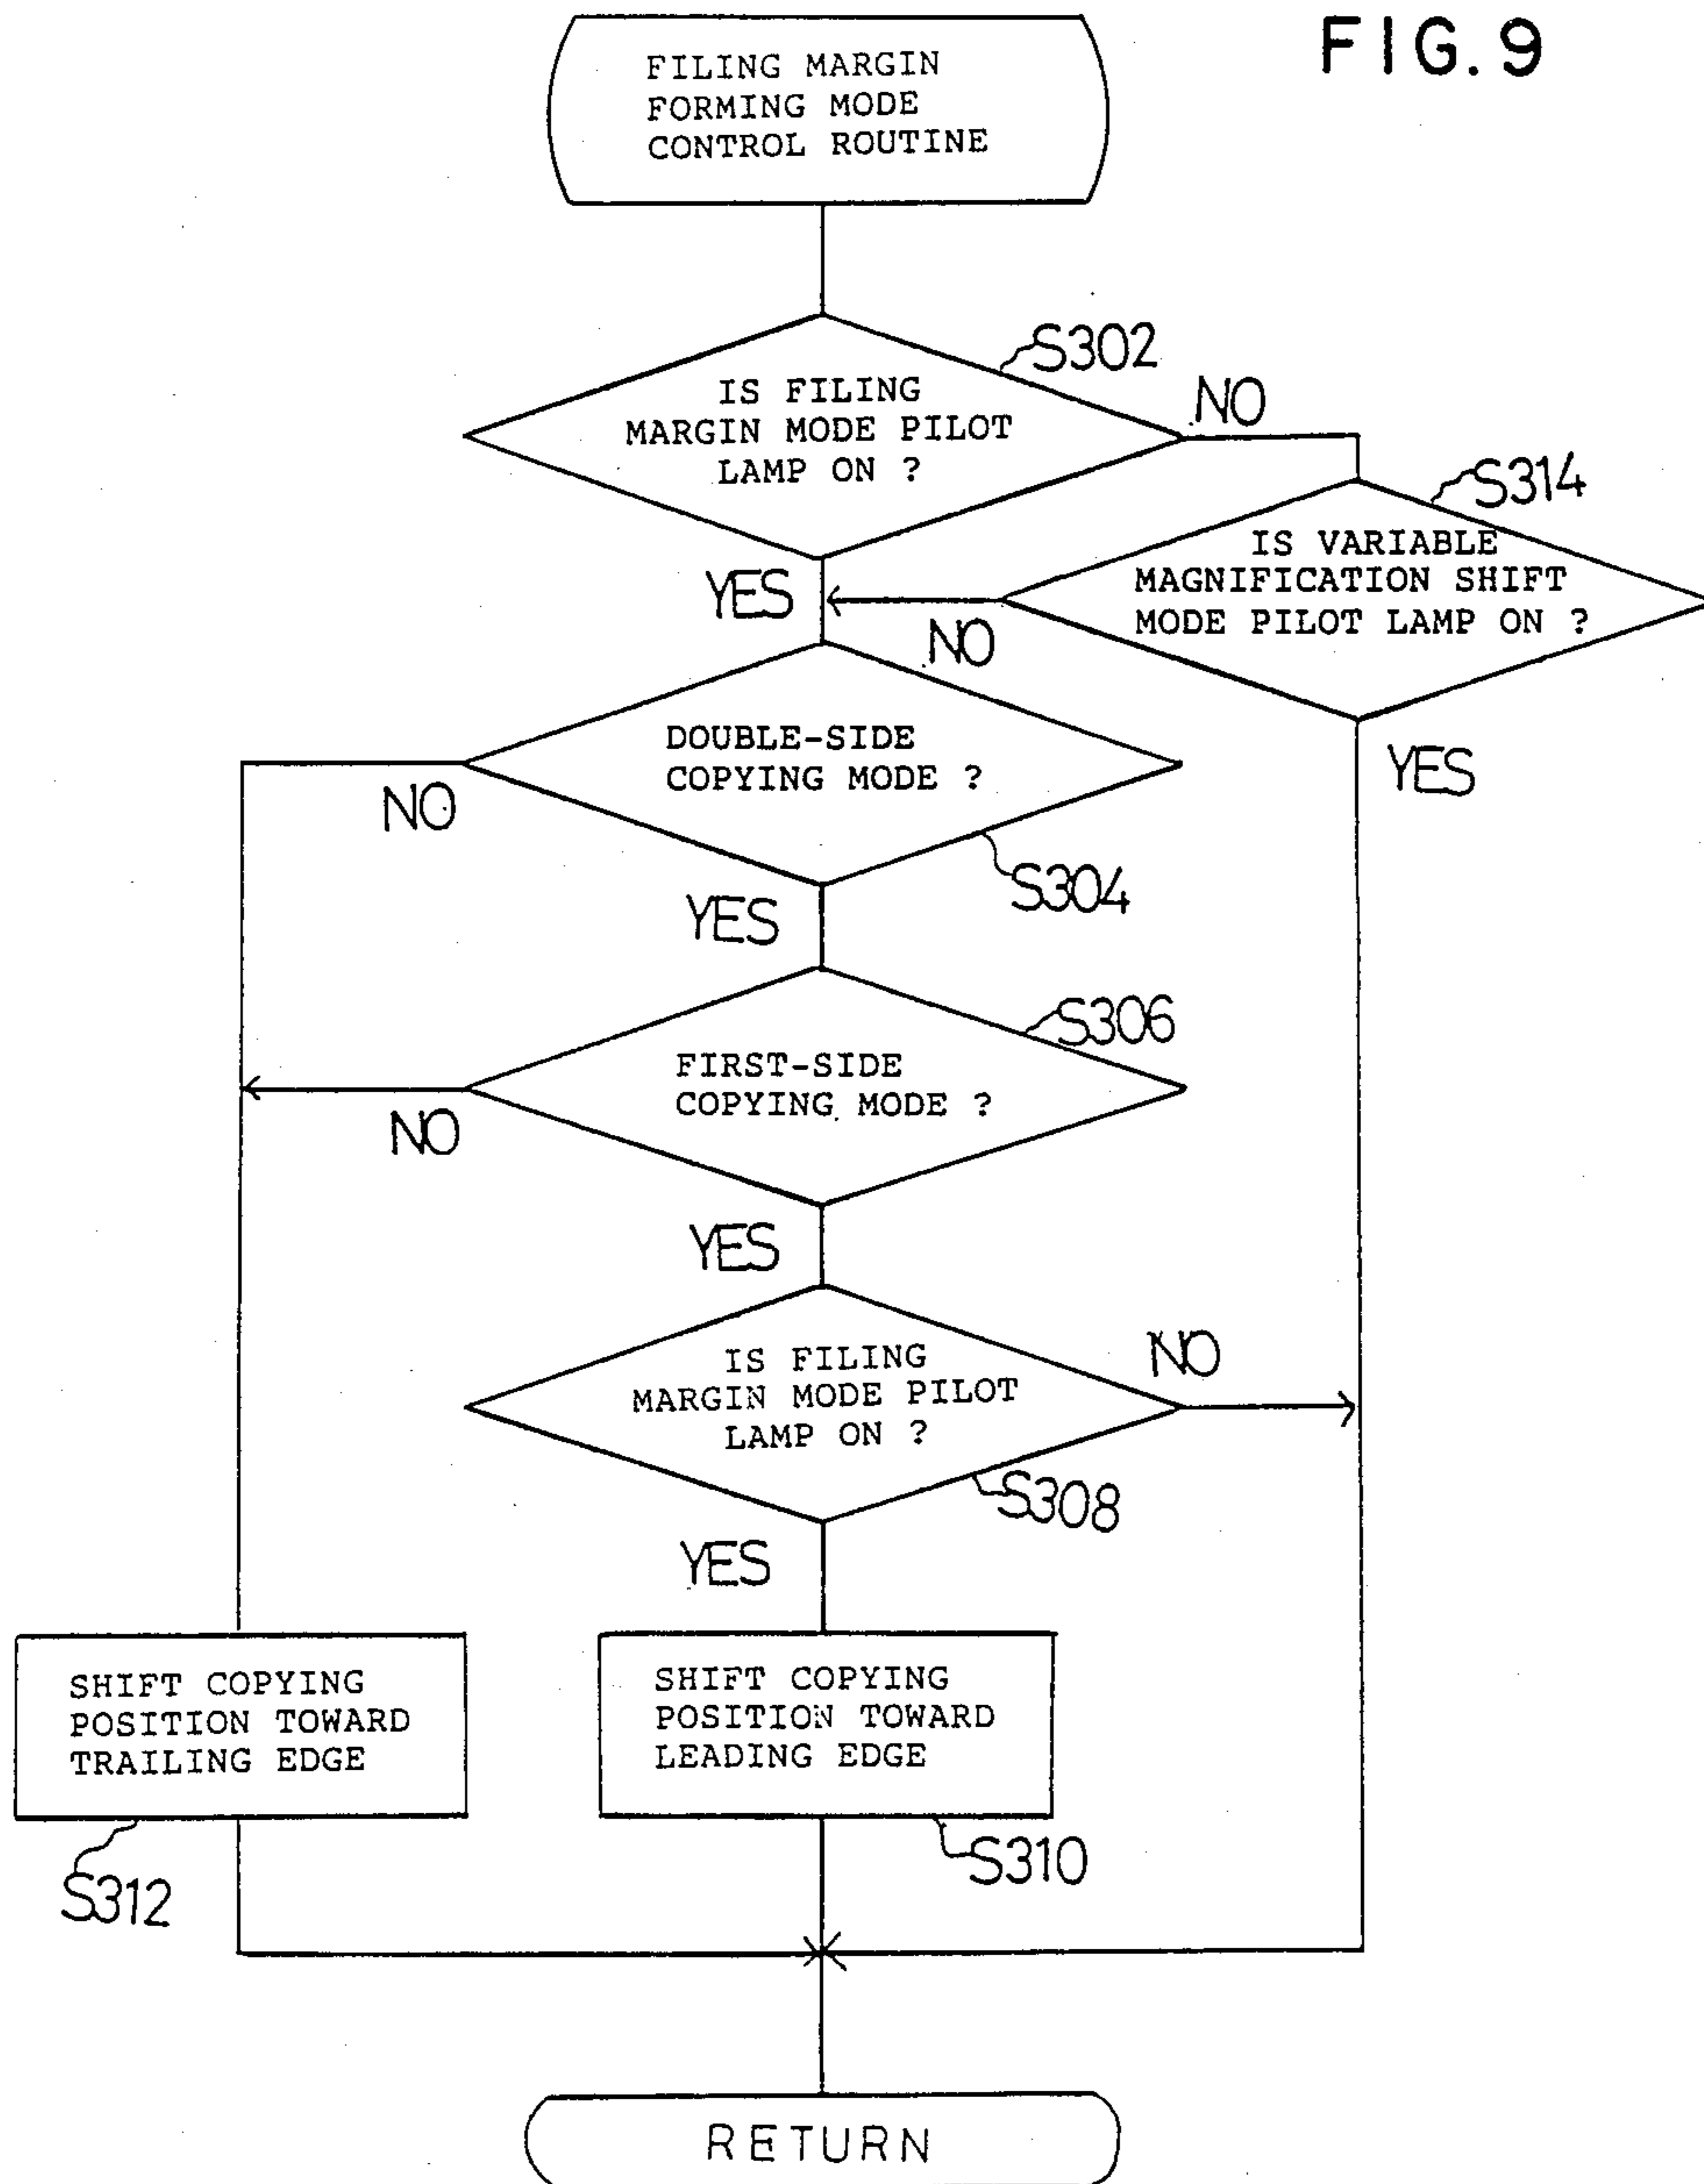 FIG. 9
FILING MARGIN
FORMING MODE
CONTROL ROUTINE
S302
IS FILING
MARGIN MODE PILOT
LAMP ON ?
NO
S314
IS VARIABLE
MAGNIFICATION SHIFT
MODE PILOT LAMP ON ?
YES
NO
DOUBLE-SIDE
COPYING MODE ?
YES
NO
S304
YES
S306
FIRST-SIDE
COPYING MODE ?
NO
YES
IS FILING
MARGIN MODE PILOT
LAMP ON ?
NO
S308
YES
SHIFT COPYING
POSITION TOWARD
TRAILING EDGE
SHIFT COPYING
POSITION TOWARD
LEADING EDGE
S312
S310
RETURN